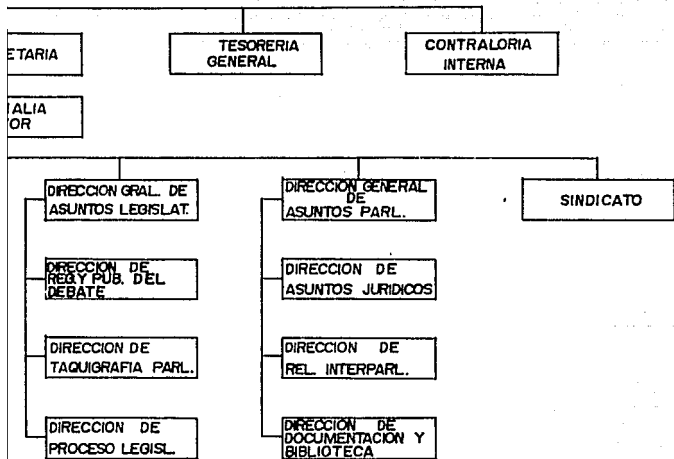 ETARIA
TESORERIA
GENERAL
CONTRALORIA
INTERNA
ALIA
TOR
DIRECCION GRAL. DE
ASUNTOS LEGISLAT.
DIRECCION GENERAL
DE
ASUNTOS PARL.
SINDICATO
DIRECCION DE
REG.Y PUB. DEL
DEBATE
DIRECCION DE
ASUNTOS JURIDICOS
DIRECCION DE
TAQUIGRAFIA PARL.
DIRECCION DE
REL. INTERPARL.
DIRECCION DE
PROCESO LEGISL.
DIRECCION DE
DOCUMENTACION Y
BIBLIOTECA